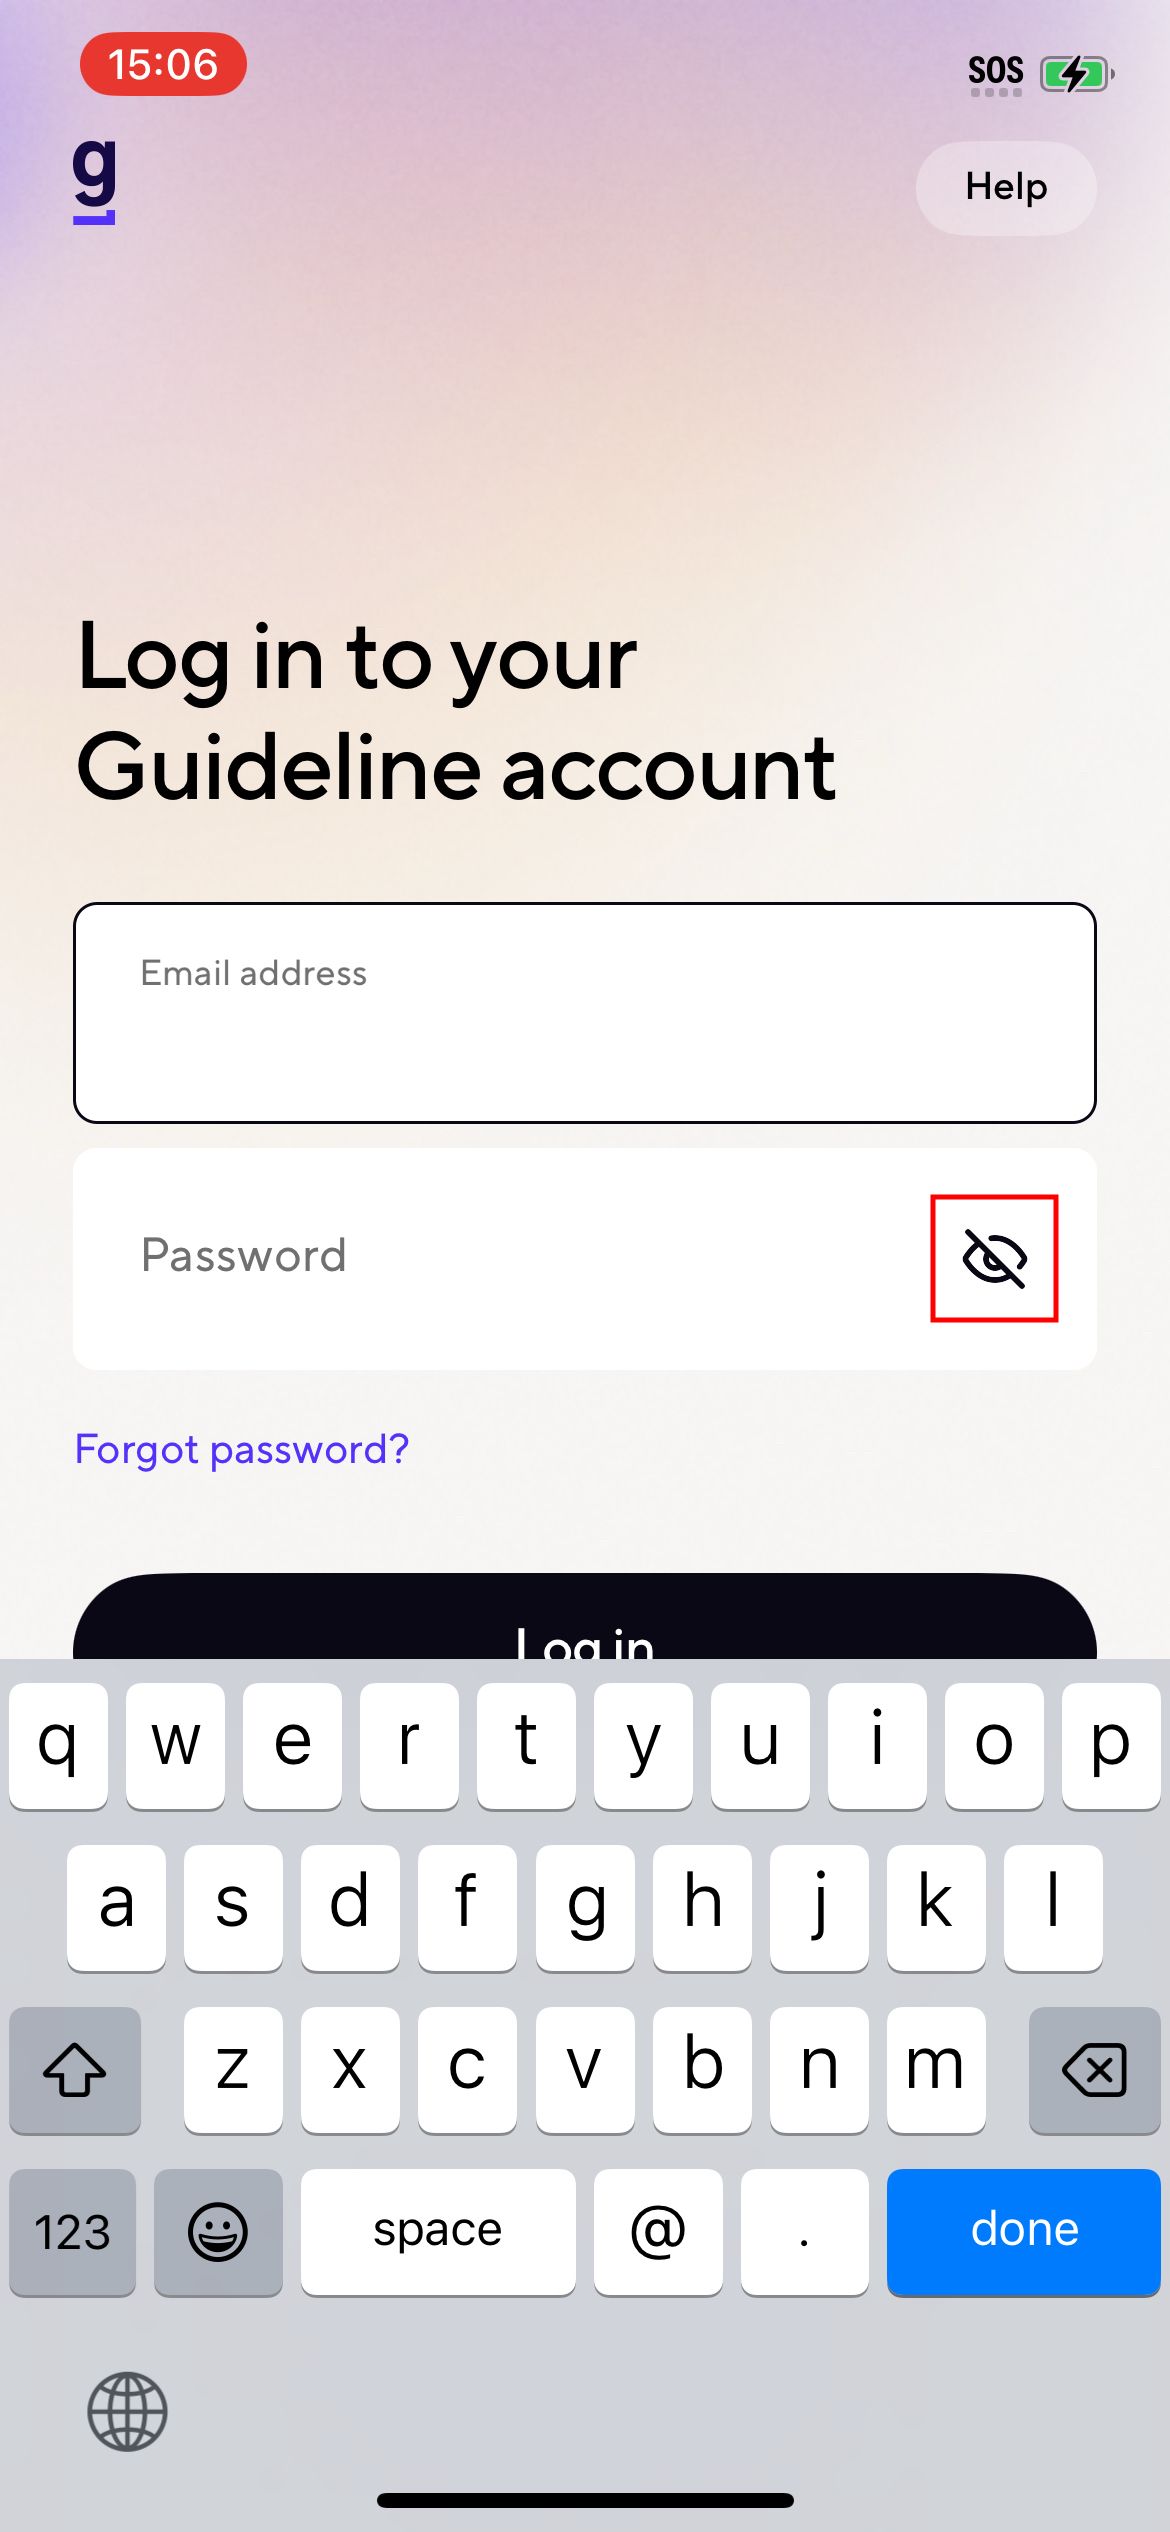 15:06
SOS
g
Help
Log in to your
Guideline account
Email address
Password
Forgot password?
Log in
q w e r t y u i o p
a s d f g h j k l
z x c v b n m
123 space @ . done